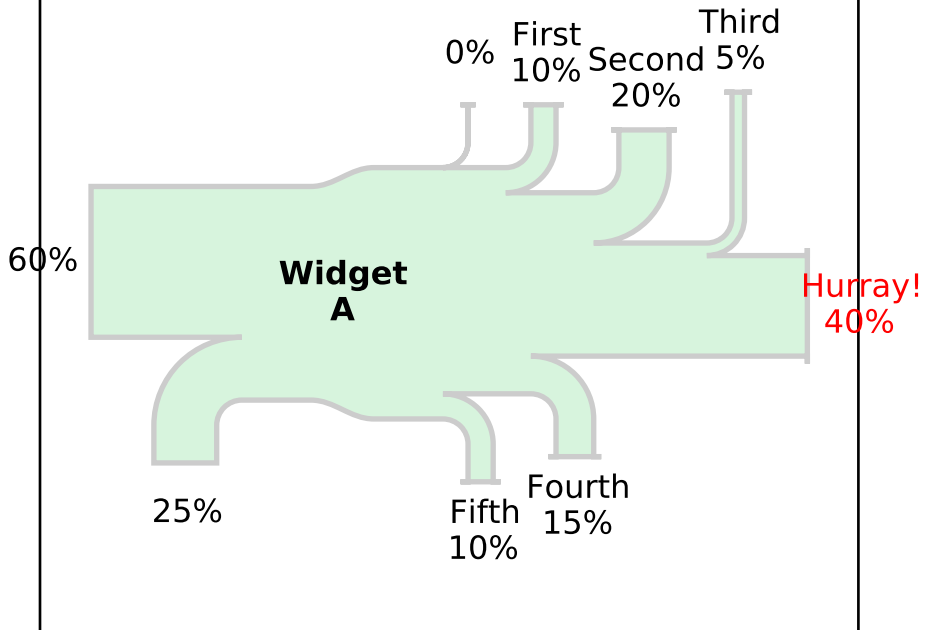 0%
First
10%
Second
20%
Third
5%
60%
Widget
A
Hurray!
40%
25%
Fifth
10%
Fourth
15%